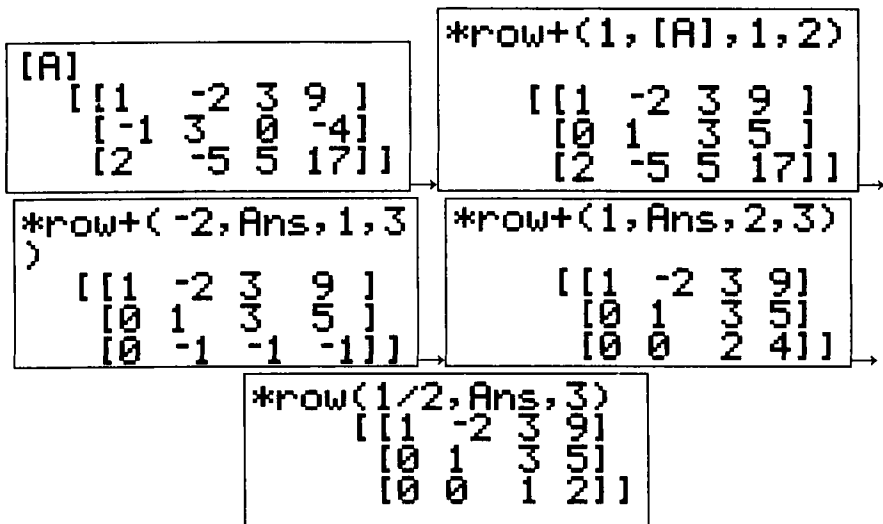 [A]
[[1 ⁻2 3 9 ]
[⁻1 3 0 ⁻4]
[2 ⁻5 5 17]]
*row+(1,[A],1,2)
[[1 ⁻2 3 9 ]
[0 1 3 5 ]
[2 ⁻5 5 17]]
*row+(⁻2,Ans,1,3
)
[[1 ⁻2 3 9 ]
[0 1 3 5 ]
[0 ⁻1 ⁻1 ⁻1]]
*row+(1,Ans,2,3)
[[1 ⁻2 3 9]
[0 1 3 5]
[0 0 2 4]]
*row(1/2,Ans,3)
[[1 ⁻2 3 9]
[0 1 3 5]
[0 0 1 2]]